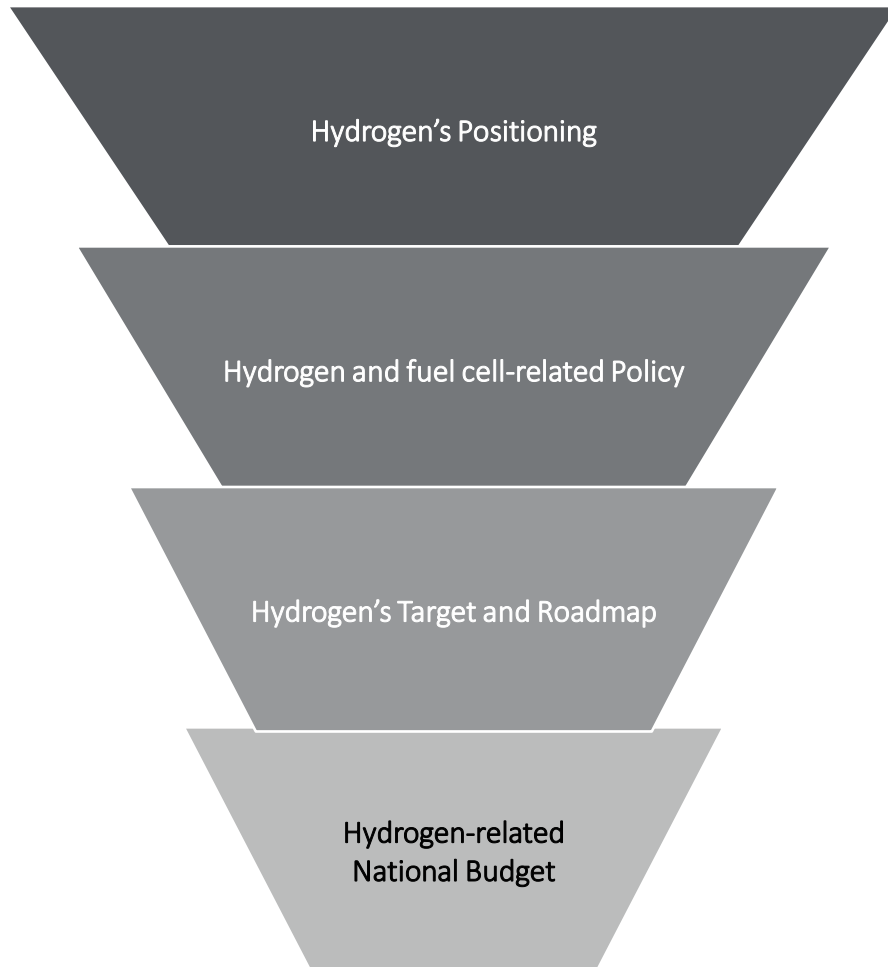 Hydrogen’s Positioning
Hydrogen and fuel cell-related Policy
Hydrogen’s Target and Roadmap
Hydrogen-related
National Budget